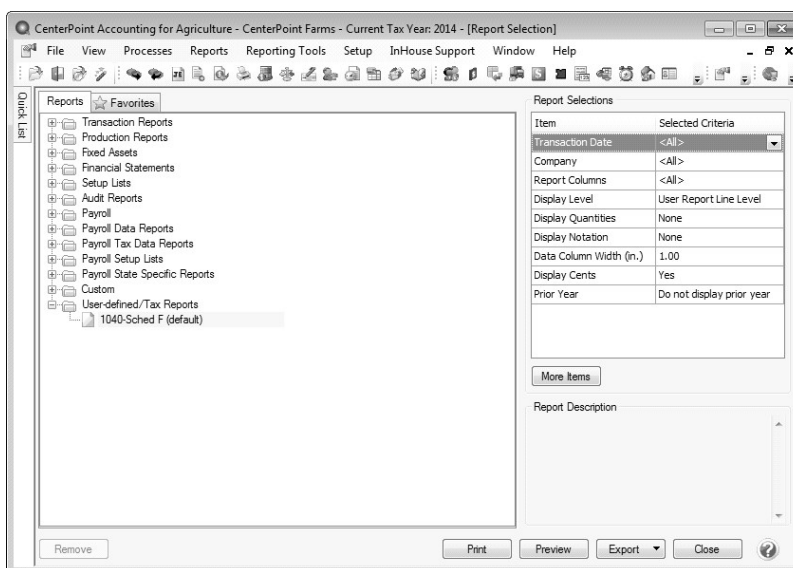 CenterPoint Accounting for Agriculture - CenterPoint Farms - Current Tax Year: 2014 - [Report Selection]
File View Processes Reports Reporting Tools Setup InHouse Support Window Help
Quick List
Reports Favorites
Transaction Reports
Production Reports
Fixed Assets
Financial Statements
Setup Lists
Audit Reports
Payroll
Payroll Data Reports
Payroll Tax Data Reports
Payroll Setup Lists
Payroll State Specific Reports
Custom
User-defined/Tax Reports
1040-Sched F (default)
Report Selections
Item Selected Criteria
Transaction Date <All>
Company <All>
Report Columns <All>
Display Level User Report Line Level
Display Quantities None
Display Notation None
Data Column Width (in.) 1.00
Display Cents Yes
Prior Year Do not display prior year
More Items
Report Description
Remove Print Preview Export Close